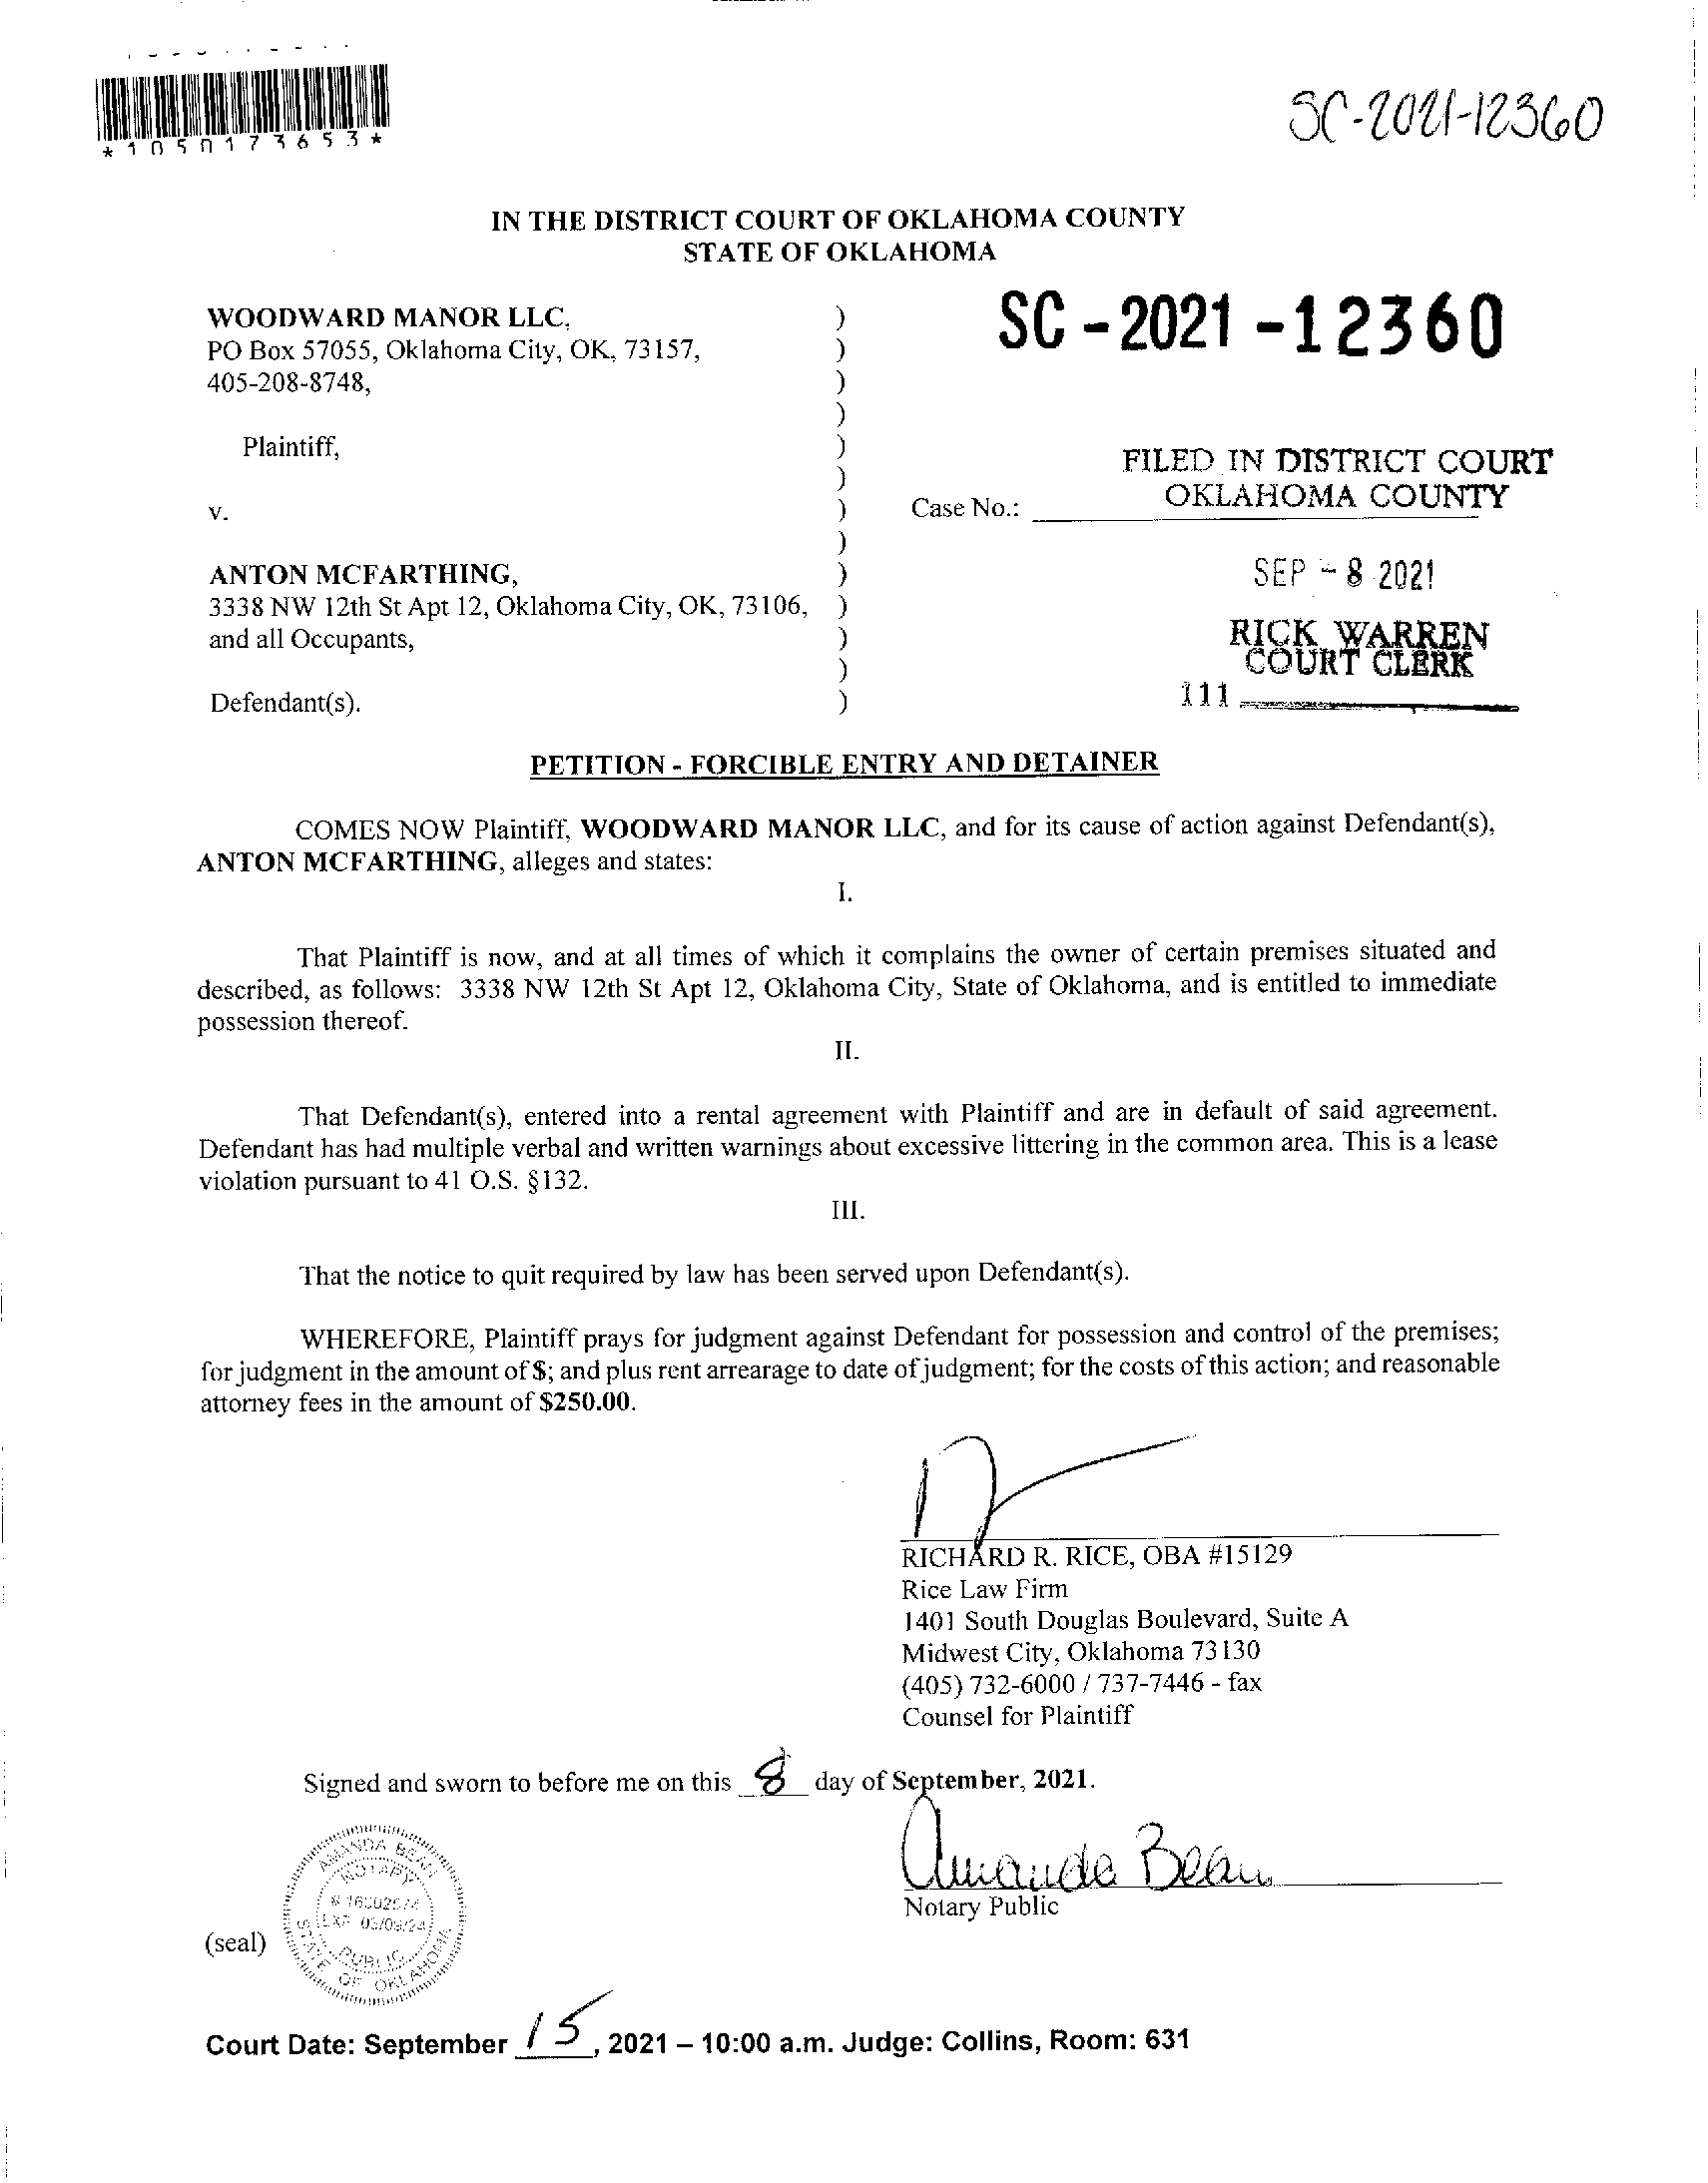 *1050173653*
SC-2021-12360
IN THE DISTRICT COURT OF OKLAHOMA COUNTY
STATE OF OKLAHOMA
WOODWARD MANOR LLC, )
PO Box 57055, Oklahoma City, OK, 73157, )
405-208-8748, )
)
Plaintiff, )
)
v. )
)
ANTON MCFARTHING, )
3338 NW 12th St Apt 12, Oklahoma City, OK, 73106, )
and all Occupants, )
)
Defendant(s). )
SC-2021-12360
FILED IN DISTRICT COURT
OKLAHOMA COUNTY
Case No.:
SEP - 8 2021
RICK WARREN
COURT CLERK
111
PETITION - FORCIBLE ENTRY AND DETAINER
COMES NOW Plaintiff, WOODWARD MANOR LLC, and for its cause of action against Defendant(s),
ANTON MCFARTHING, alleges and states:
I.
That Plaintiff is now, and at all times of which it complains the owner of certain premises situated and
described, as follows: 3338 NW 12th St Apt 12, Oklahoma City, State of Oklahoma, and is entitled to immediate
possession thereof.
II.
That Defendant(s), entered into a rental agreement with Plaintiff and are in default of said agreement.
Defendant has had multiple verbal and written warnings about excessive littering in the common area. This is a lease
violation pursuant to 41 O.S. §132.
III.
That the notice to quit required by law has been served upon Defendant(s).
WHEREFORE, Plaintiff prays for judgment against Defendant for possession and control of the premises;
for judgment in the amount of $; and plus rent arrearage to date of judgment; for the costs of this action; and reasonable
attorney fees in the amount of $250.00.
RICHARD R. RICE, OBA #15129
Rice Law Firm
1401 South Douglas Boulevard, Suite A
Midwest City, Oklahoma 73130
(405) 732-6000 / 737-7446 - fax
Counsel for Plaintiff
Signed and sworn to before me on this 8 day of September, 2021.
Amanda Bean
Notary Public
AMANDA BEAN
NOTARY
PUBLIC
STATE OF OKLAHOMA
(seal)
Court Date: September 15, 2021 – 10:00 a.m. Judge: Collins, Room: 631